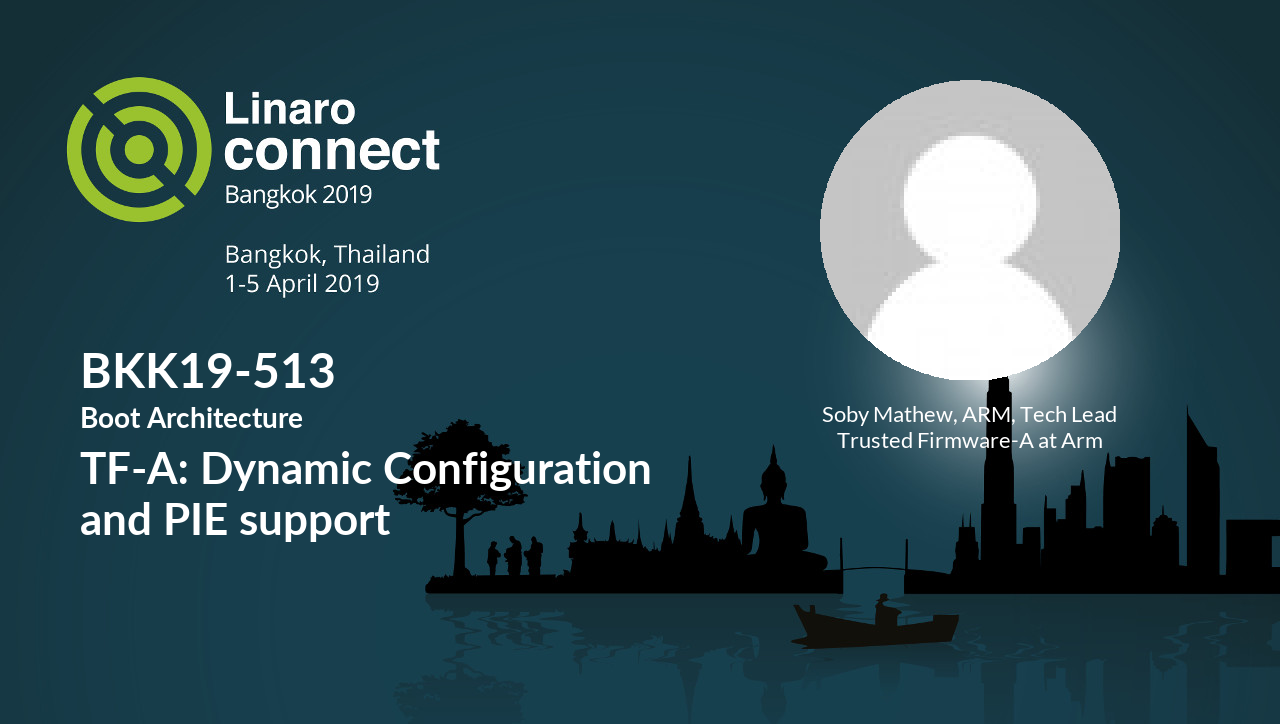 Linaro
connect
Bangkok 2019
Bangkok, Thailand
1-5 April 2019
BKK19-513
Boot Architecture
TF-A: Dynamic Configuration
and PIE support
Soby Mathew, ARM, Tech Lead
Trusted Firmware-A at Arm